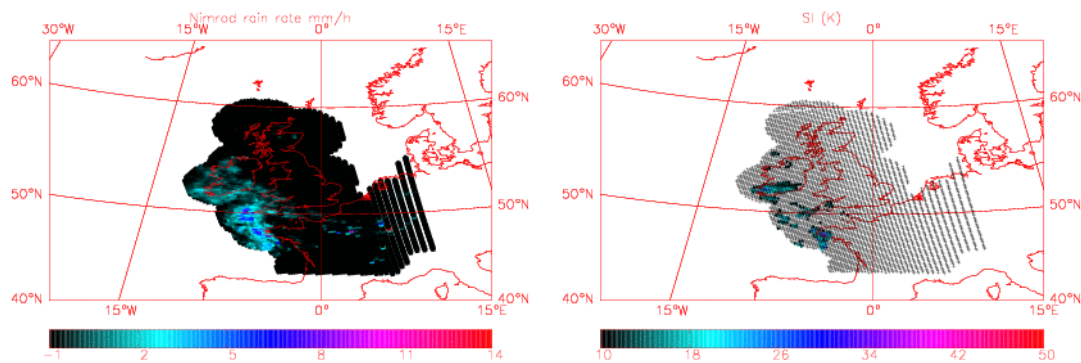 Nimrod rain rate mm/h
30°W 15°W 0° 15°E
60°N 60°N
50°N 50°N
40°N 40°N
15°W 0° 15°E
-1 2 5 8 11 14
SI (K)
30°W 15°W 0° 15°E
60°N 60°N
50°N 50°N
40°N 40°N
15°W 0° 15°E
10 18 26 34 42 50